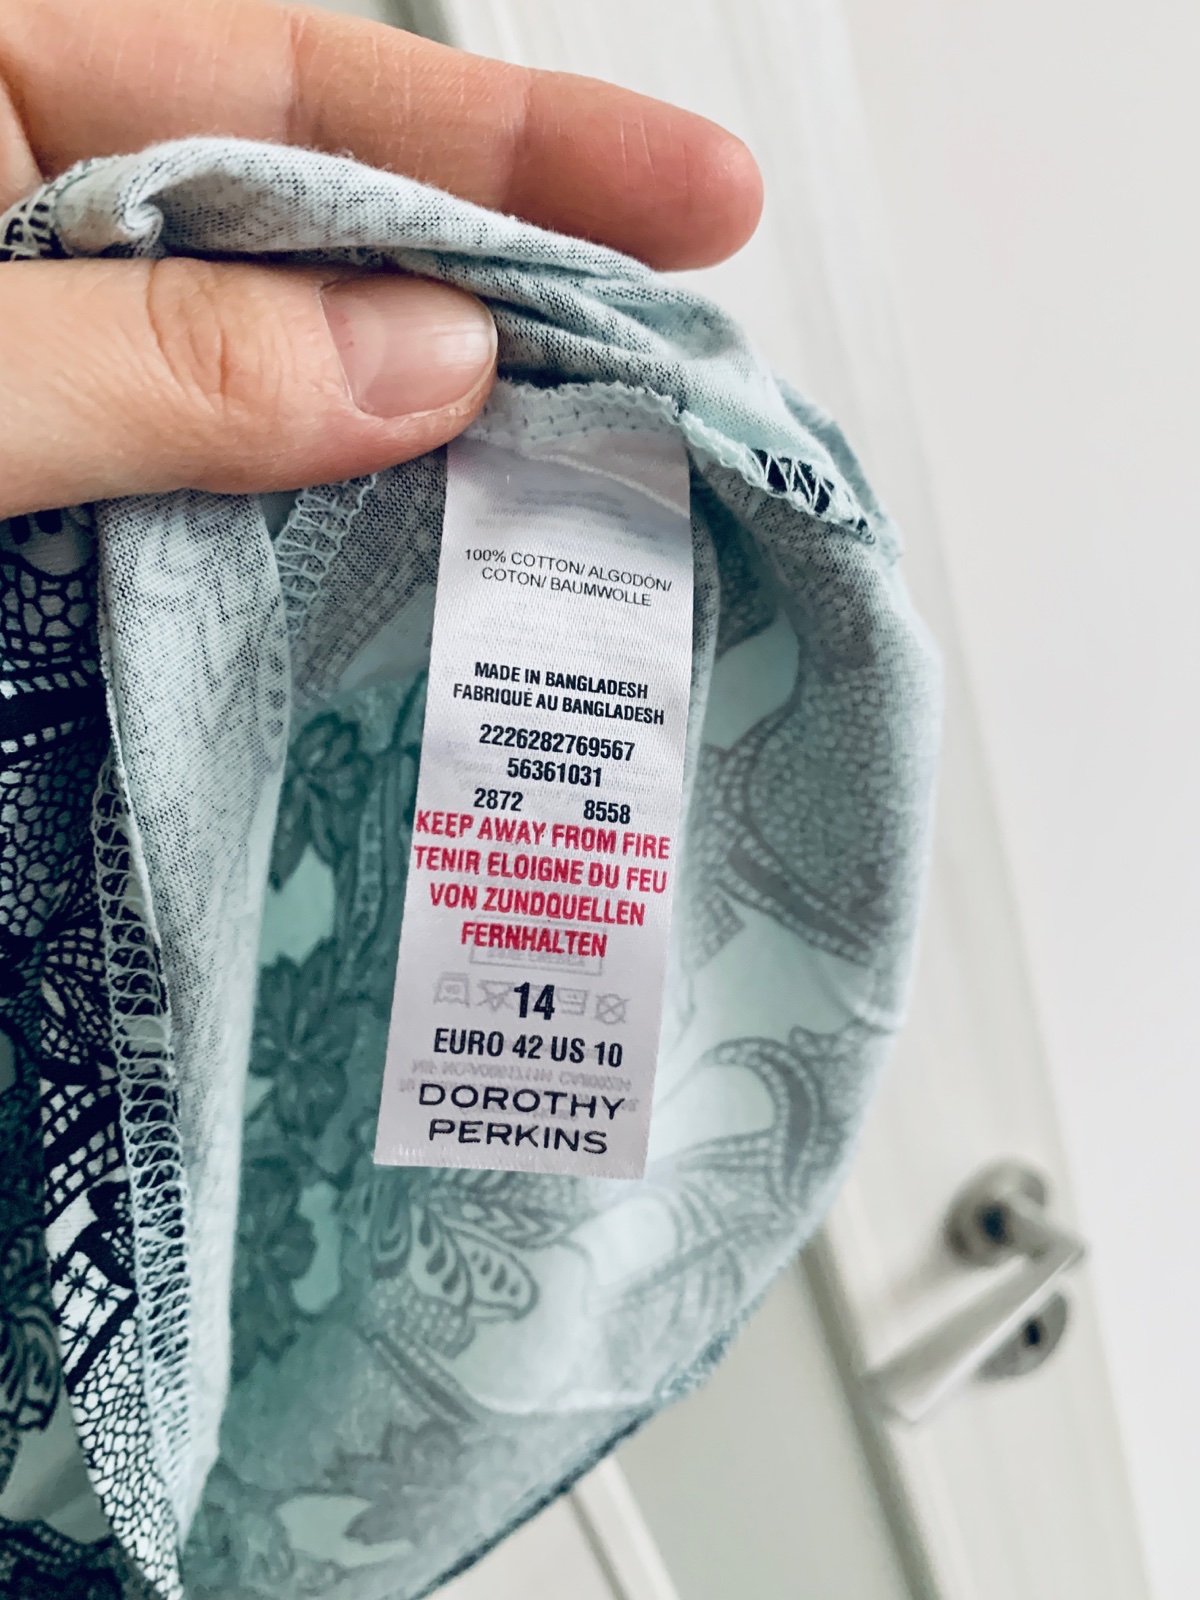 100% COTTON/ ALGODÓN/
COTON/ BAUMWOLLE
MADE IN BANGLADESH
FABRIQUÉ AU BANGLADESH
2226282769567
56361031
2872 8558
KEEP AWAY FROM FIRE
TENIR ELOIGNE DU FEU
VON ZUNDQUELLEN
FERNHALTEN
14
EURO 42 US 10
DOROTHY
PERKINS